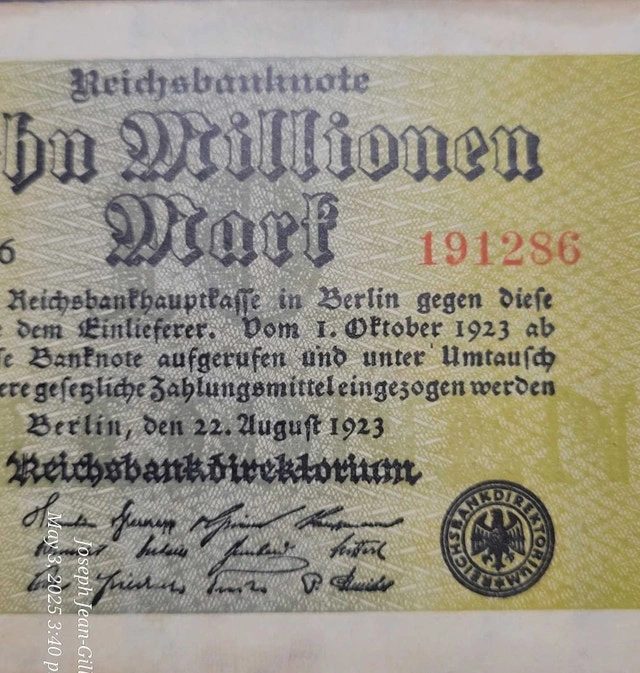 Reichsbanknote
hn Millionen
Mark
6 191286
Reichsbankhauptkasse in Berlin gegen diese
dem Einlieferer. Vom 1. Oktober 1923 ab
se Banknote aufgerufen und unter Umtausch
ere gesetzliche Zahlungsmittel eingezogen werden
Berlin, den 22. August 1923
Reichsbankdirektorium
REICHSBANKDIREKTORIUM
Joseph Jean-Gil
May 3, 2025 3:40 p